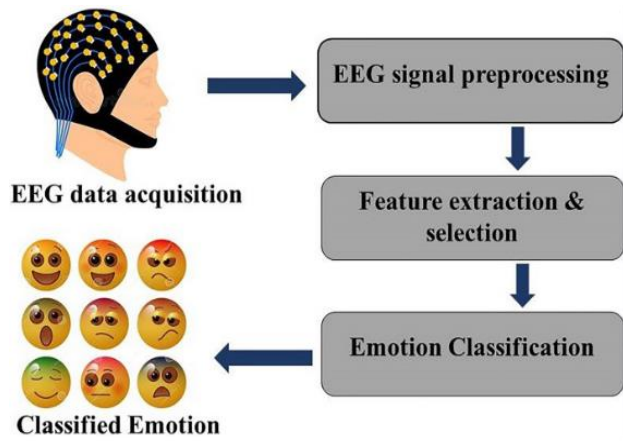 EEG signal preprocessing
EEG data acquisition
Feature extraction &
selection
Emotion Classification
Classified Emotion